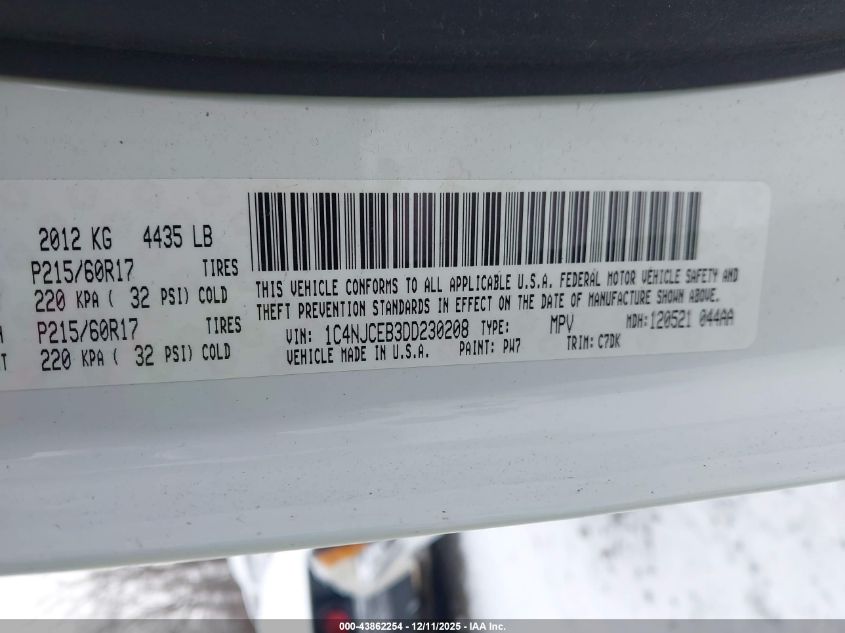 2012 KG 4435 LB
P215/60R17 TIRES
220 KPA ( 32 PSI) COLD
P215/60R17 TIRES
220 KPA ( 32 PSI) COLD
THIS VEHICLE CONFORMS TO ALL APPLICABLE U.S.A. FEDERAL MOTOR VEHICLE SAFETY AND
THEFT PREVENTION STANDARDS IN EFFECT ON THE DATE OF MANUFACTURE SHOWN ABOVE.
VIN: 1C4NJCEB3DD230208 TYPE: MPV MDH:120521 044AA
VEHICLE MADE IN U.S.A. PAINT: PW7 TRIM: C7DK
000-43862254 - 12/11/2025 - IAA Inc.